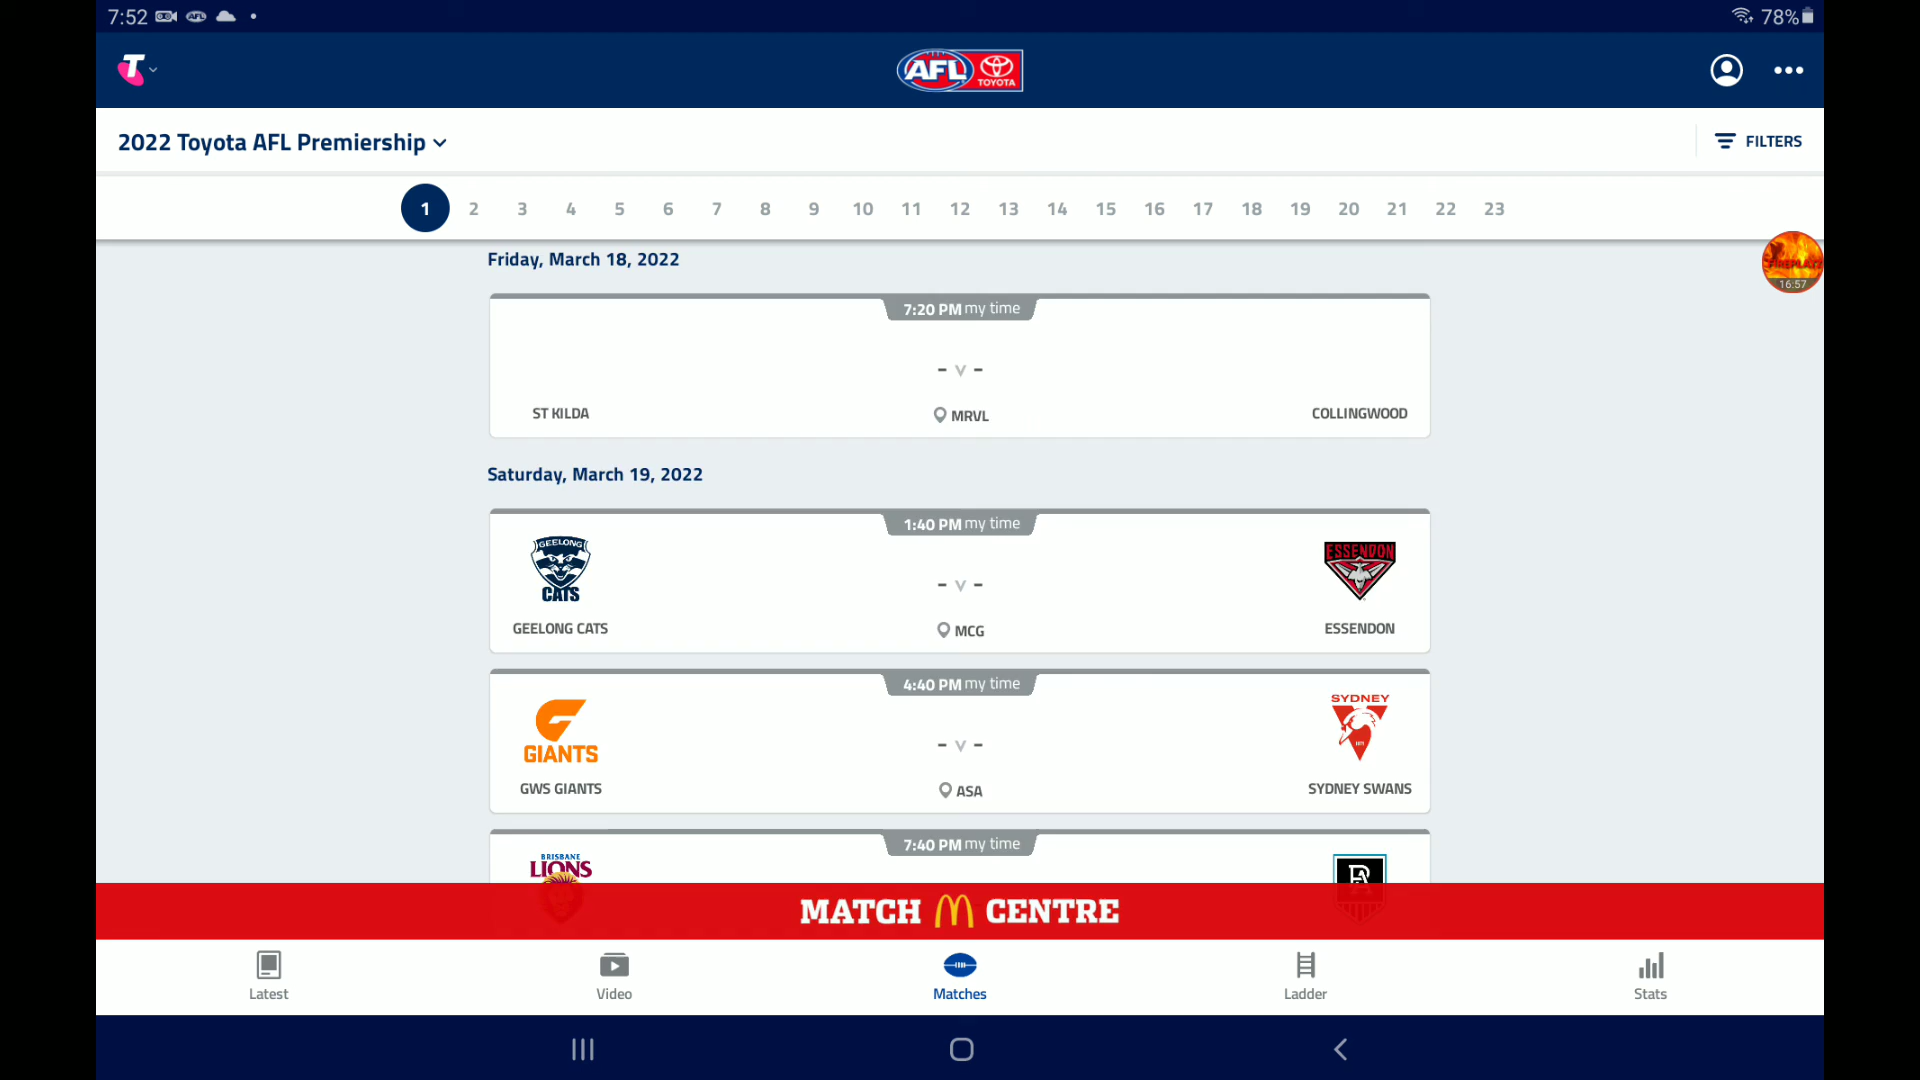 7:52 AFL 78%
T AFL TOYOTA
2022 Toyota AFL Premiership FILTERS
1 2 3 4 5 6 7 8 9 10 11 12 13 14 15 16 17 18 19 20 21 22 23
Friday, March 18, 2022
16:57
7:20 PM my time
- v -
ST KILDA MRVL COLLINGWOOD
Saturday, March 19, 2022
1:40 PM my time
GEELONG CATS - v - ESSENDON
GEELONG CATS MCG ESSENDON
4:40 PM my time
GIANTS - v - SYDNEY
GWS GIANTS ASA SYDNEY SWANS
7:40 PM my time
BRISBANE LIONS PA
MATCH M CENTRE
Latest Video Matches Ladder Stats